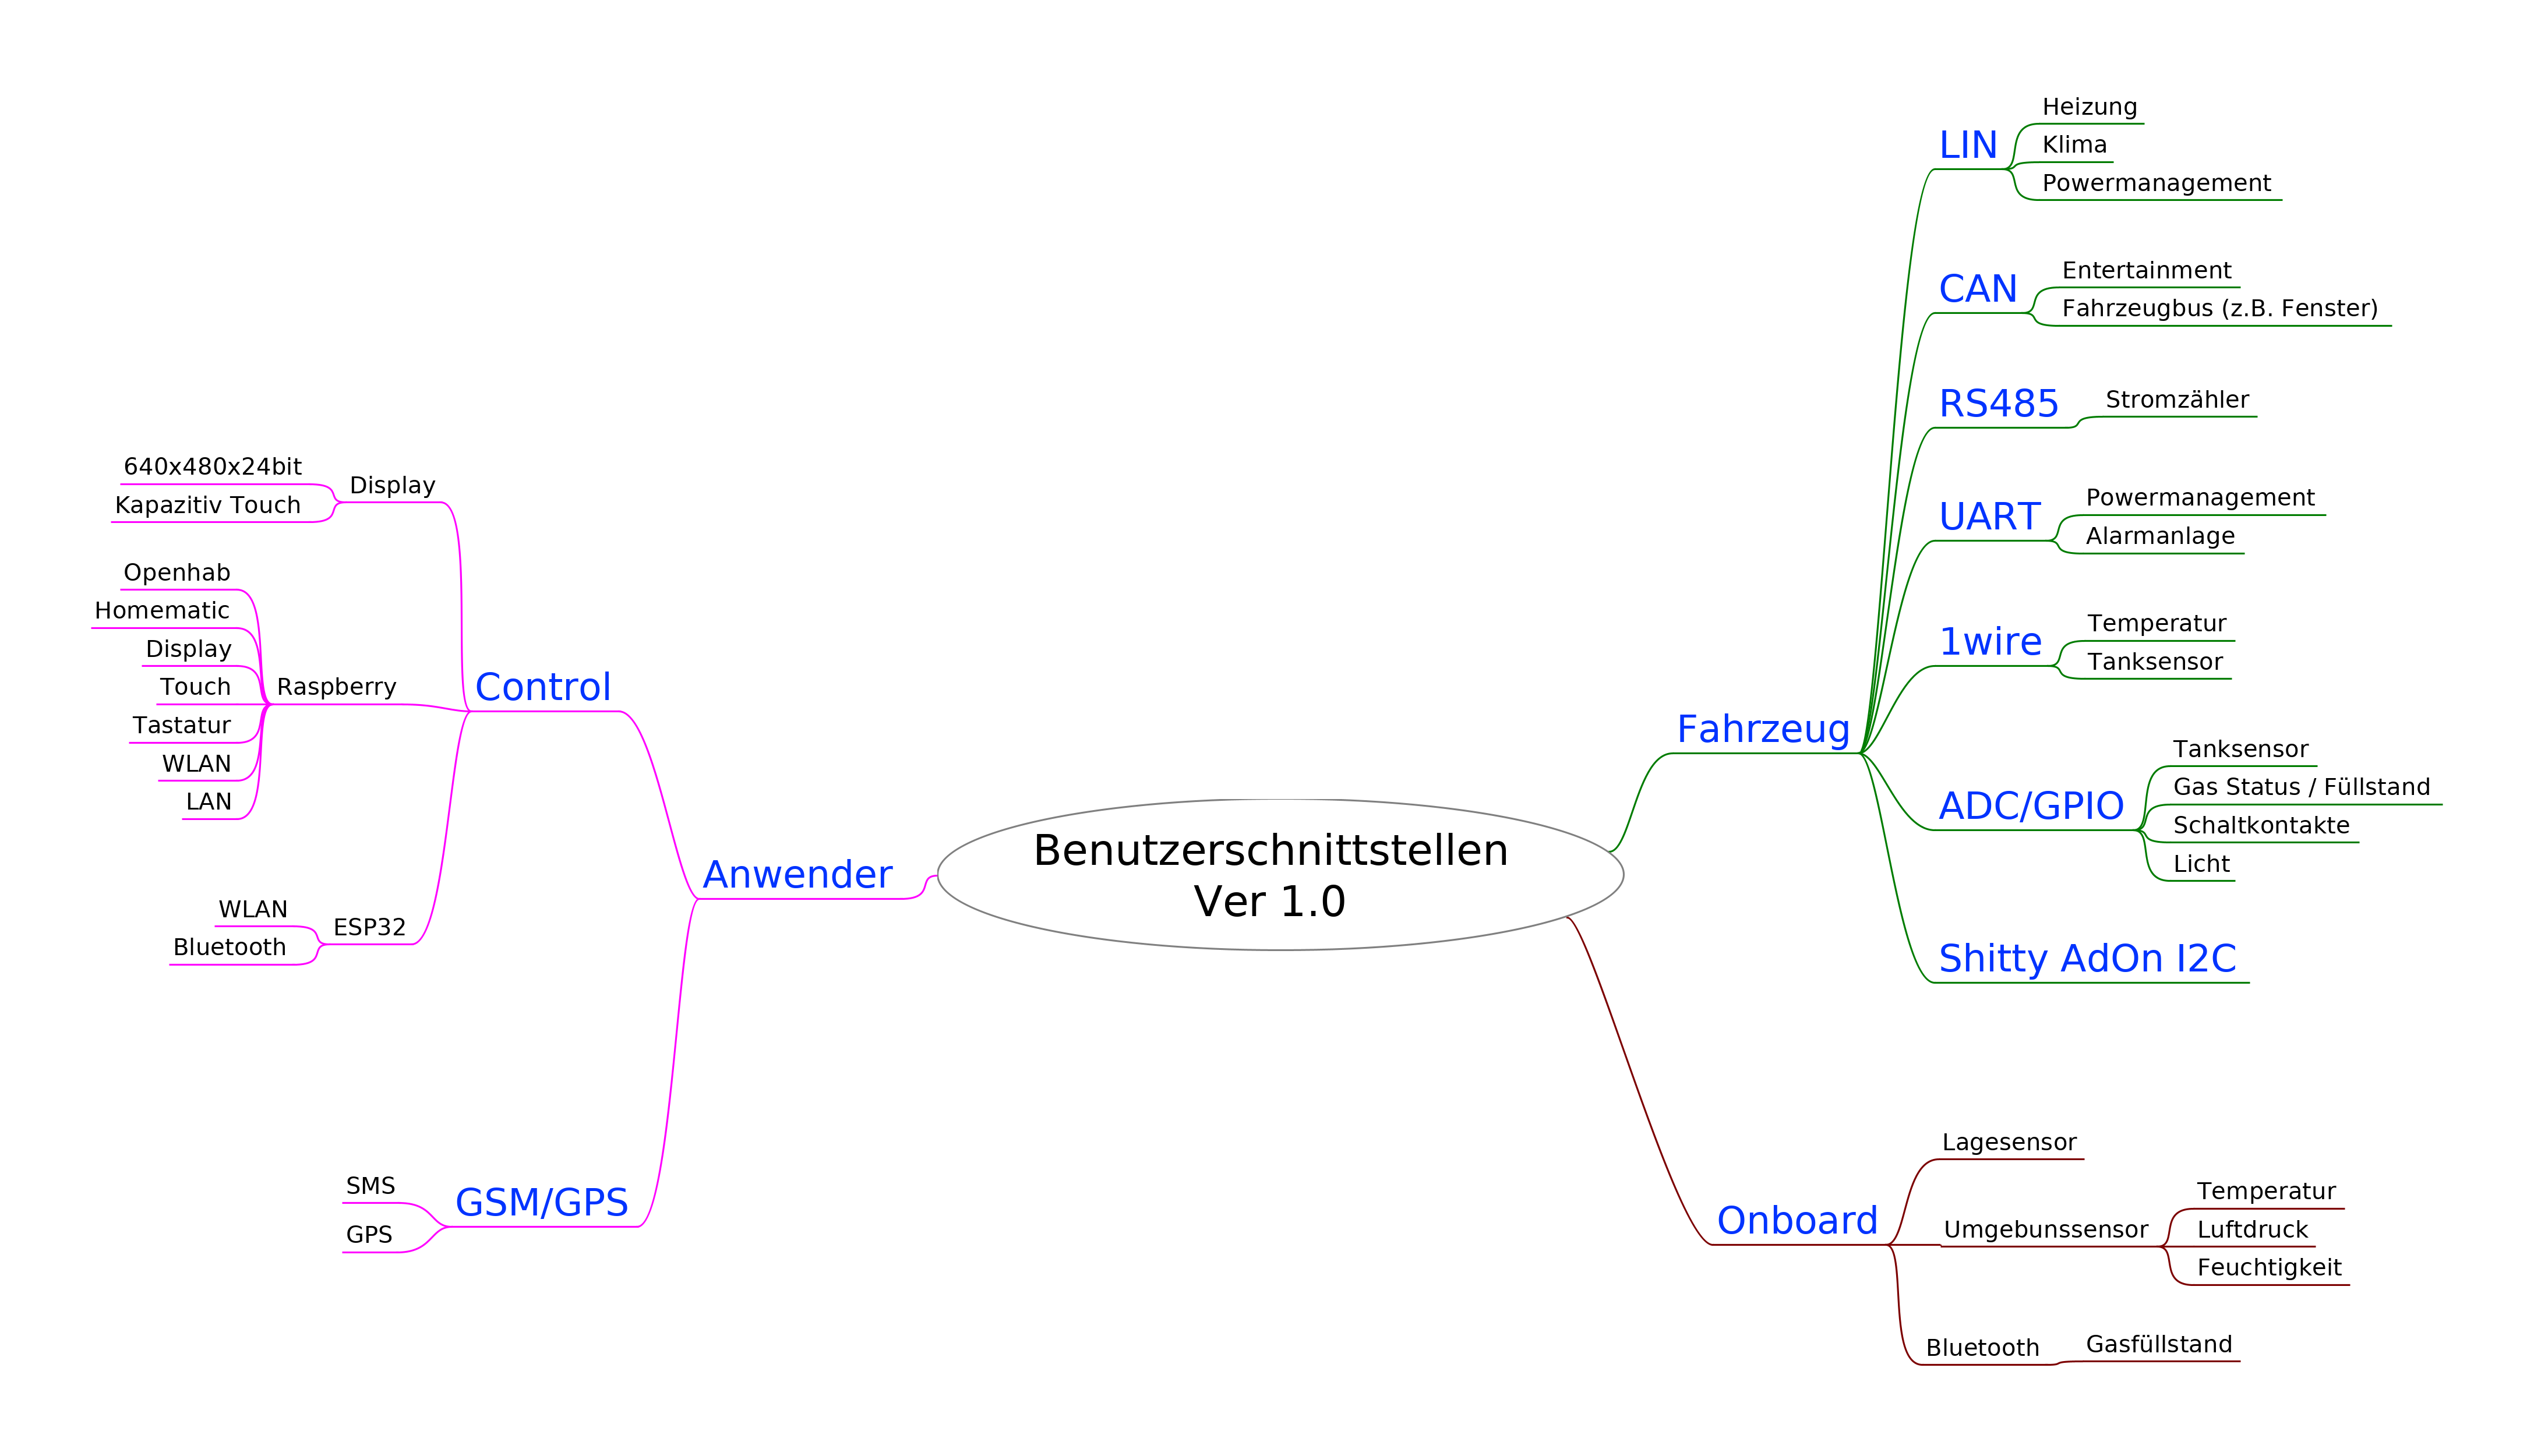 Benutzerschnittstellen
Ver 1.0
Anwender
Control
Display
640x480x24bit
Kapazitiv Touch
Raspberry
Openhab
Homematic
Display
Touch
Tastatur
WLAN
LAN
ESP32
WLAN
Bluetooth
GSM/GPS
SMS
GPS
Fahrzeug
LIN
Heizung
Klima
Powermanagement
CAN
Entertainment
Fahrzeugbus (z.B. Fenster)
RS485
Stromzähler
UART
Powermanagement
Alarmanlage
1wire
Temperatur
Tanksensor
ADC/GPIO
Tanksensor
Gas Status / Füllstand
Schaltkontakte
Licht
Shitty AdOn I2C
Onboard
Lagesensor
Umgebunssensor
Temperatur
Luftdruck
Feuchtigkeit
Bluetooth
Gasfüllstand